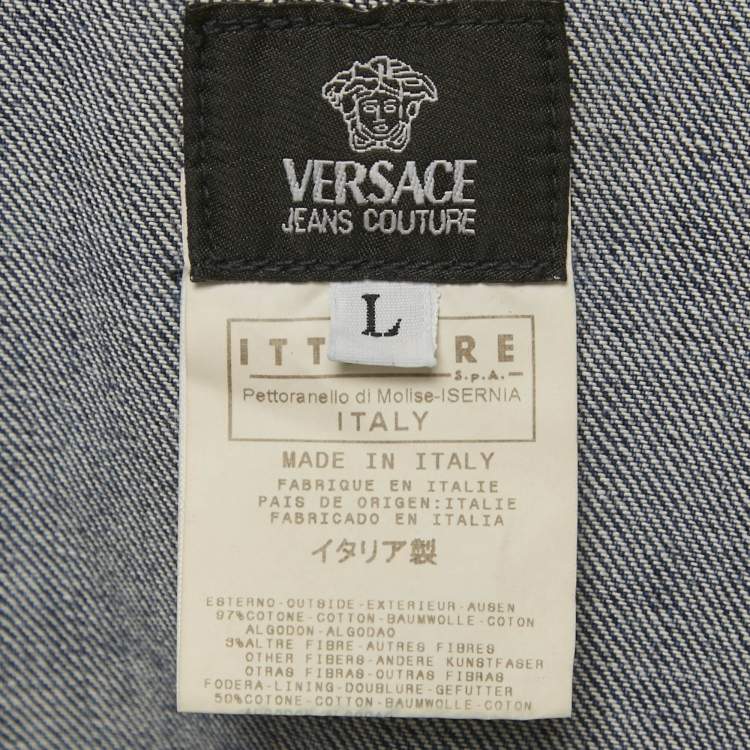 VERSACE
JEANS COUTURE
L
ITT RE
S.p.A.
Pettoranello di Molise-ISERNIA
ITALY
MADE IN ITALY
FABRIQUE EN ITALIE
PAIS DE ORIGEN:ITALIE
FABRICADO EN ITALIA
イタリア製
ESTERNO-OUTSIDE-EXTERIEUR-AUSEN
97%COTONE-COTTON-BAUMWOLLE-COTON
ALGODON-ALGODAO
3%ALTRE FIBRE-AUTRES FIBRES
OTHER FIBERS-ANDERE KUNSTFASER
OTRAS FIBRAS-OUTRAS FIBRAS
FODERA-LINING-DOUBLURE-GEFUTTER
50%COTONE-COTTON-BAUMWOLLE-COTON